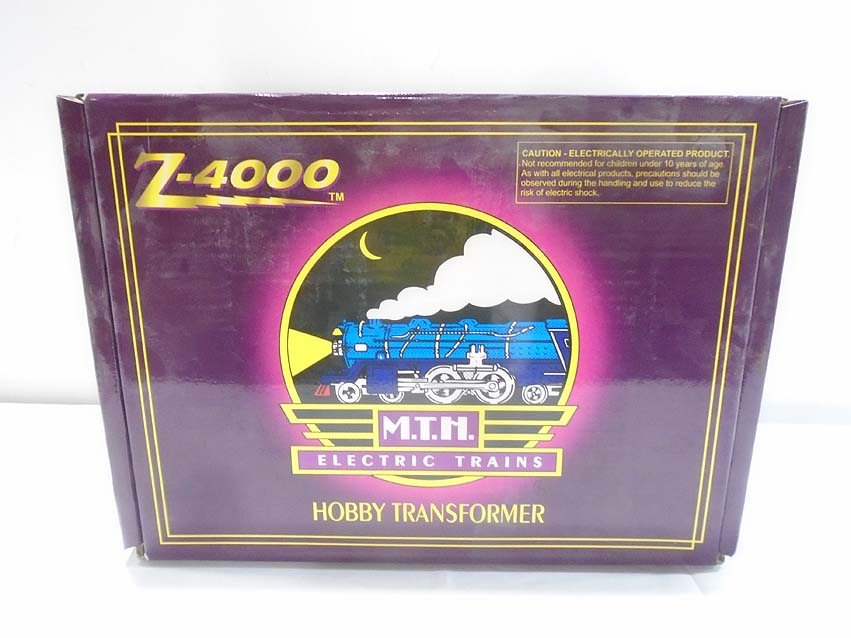 Z-4000 TM
CAUTION - ELECTRICALLY OPERATED PRODUCT.
Not recommended for children under 10 years of age.
As with all electrical products, precautions should be
observed during the handling and use to reduce the
risk of electric shock.
M.T.H.
ELECTRIC TRAINS
HOBBY TRANSFORMER